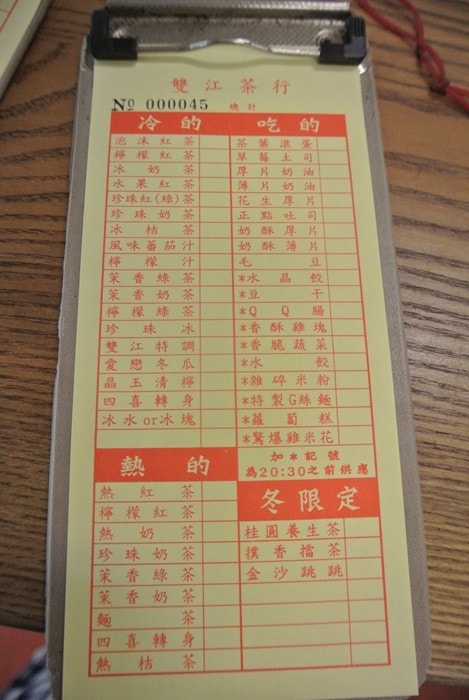 雙江茶行
№ 000045 總計
冷的
泡沫紅茶
檸檬紅茶
冰奶茶
水果紅茶
珍珠紅(綠)茶
珍珠奶茶
冰桔茶
風味蕃茄汁
檸檬汁
茉香綠茶
茉香奶茶
檸檬綠茶
珍珠冰
雙江特調
愛戀冬瓜
晶玉清檸
四喜轉身
冰水or冰塊
吃的
茶葉滾蛋
草莓土司
厚片奶油
薄片奶油
花生厚片
正點吐司
奶酥厚片
奶酥薄片
毛豆
*水晶餃
*豆干
*QQ腸
*香酥雞塊
*香脆蔬菜
*水餃
*雜碎米粉
*特製G絲麵
*蘿蔔糕
*驚爆雞米花
加*記號
為20:30之前供應
熱的
熱紅茶
檸檬紅茶
熱奶茶
珍珠奶茶
茉香綠茶
茉香奶茶
麵茶
四喜轉身
熱桔茶
冬限定
桂圓養生茶
撲香擂茶
金沙跳跳